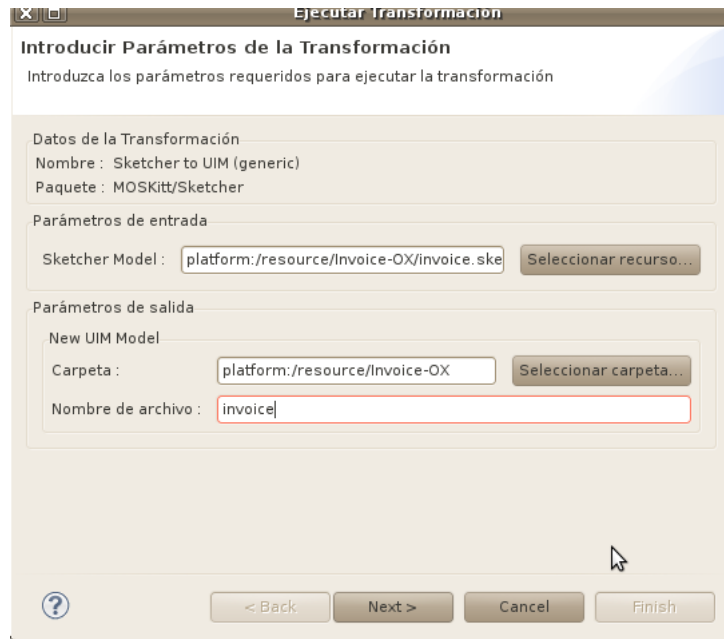 Ejecutar Transformación
Introducir Parámetros de la Transformación
Introduzca los parámetros requeridos para ejecutar la transformación
Datos de la Transformación
Nombre : Sketcher to UIM (generic)
Paquete : MOSKitt/Sketcher
Parámetros de entrada
Sketcher Model : platform:/resource/Invoice-OX/invoice.ske Seleccionar recurso...
Parámetros de salida
New UIM Model
Carpeta : platform:/resource/Invoice-OX Seleccionar carpeta...
Nombre de archivo : invoice
< Back Next > Cancel Finish